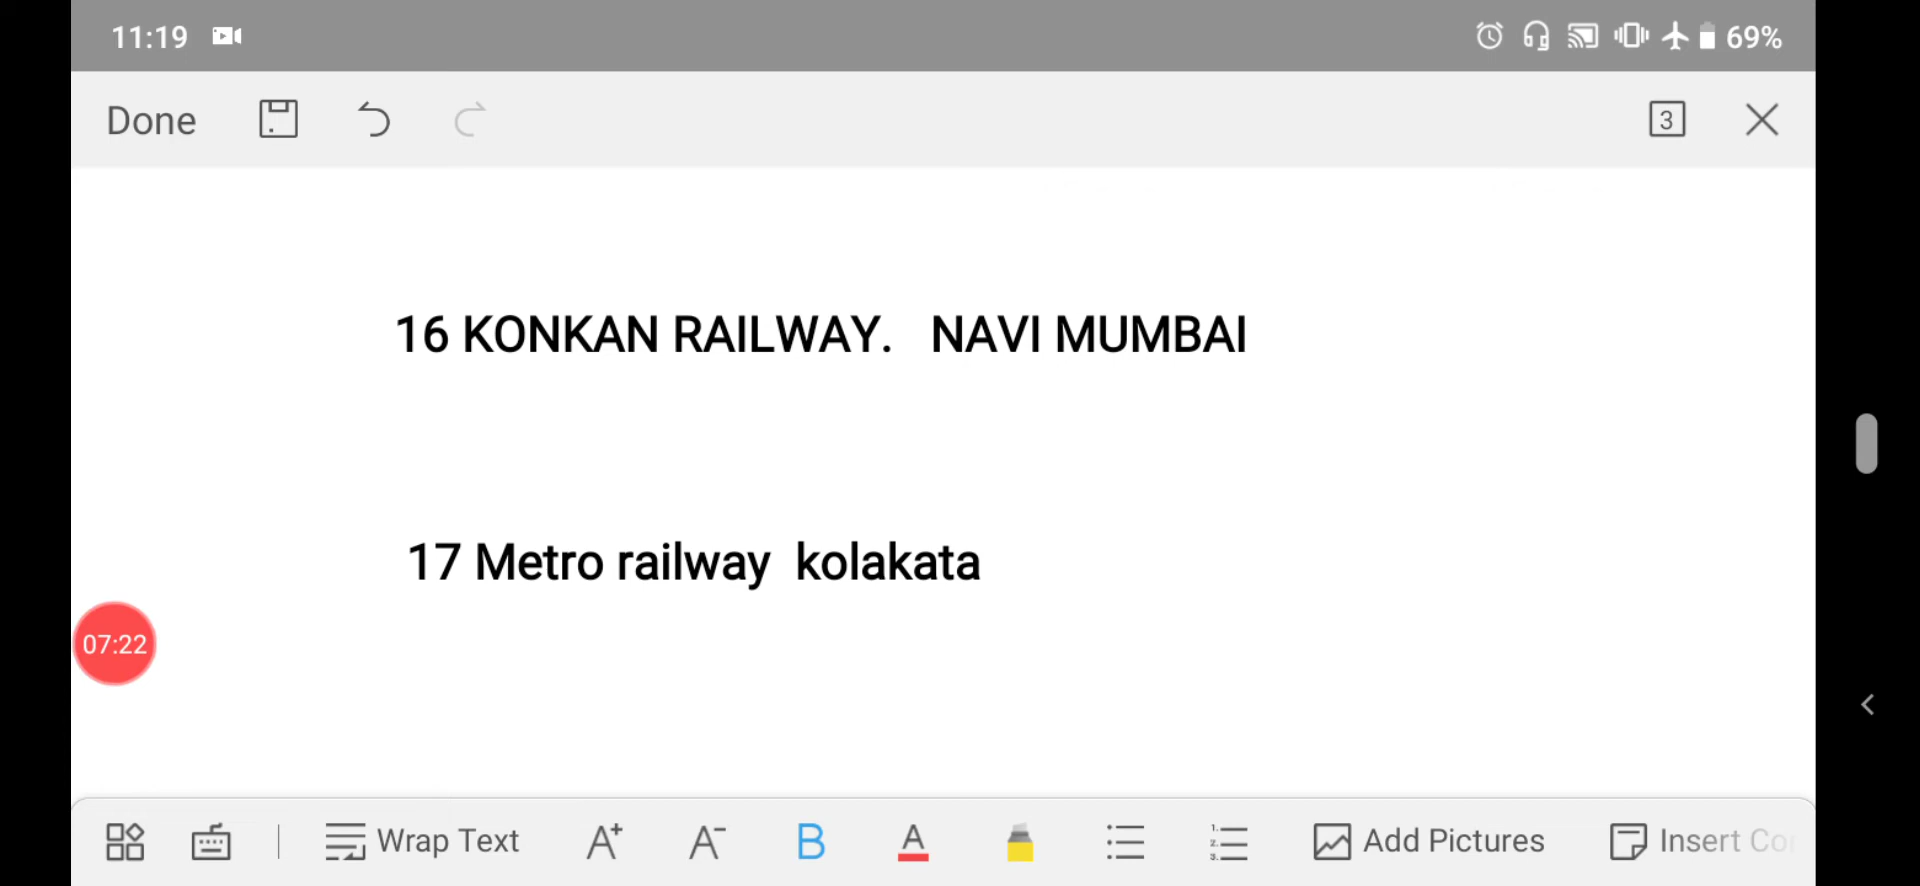 11:19 69%
Done 3
16 KONKAN RAILWAY. NAVI MUMBAI
17 Metro railway kolakata
07:22
Wrap Text A+ A- B A Add Pictures Insert Co